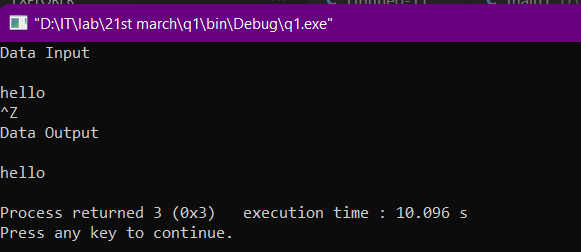 "D:\IT\lab\21st march\q1\bin\Debug\q1.exe"
Data Input
hello
^Z
Data Output
hello
Process returned 3 (0x3)   execution time : 10.096 s
Press any key to continue.